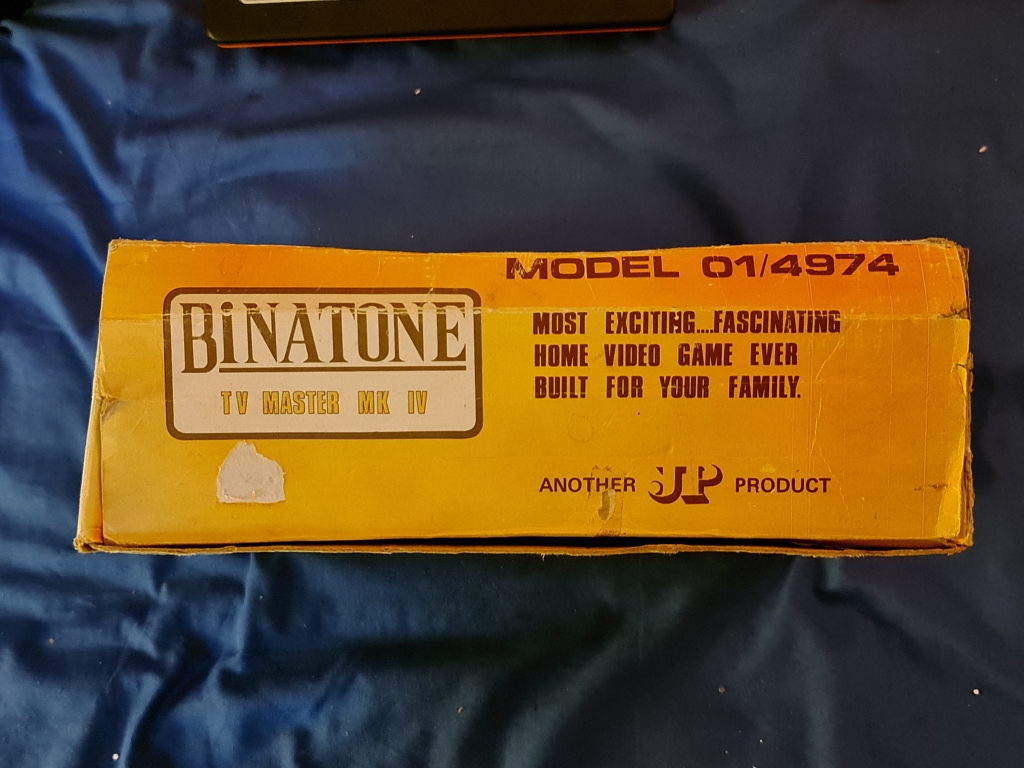 MODEL 01/4974
BiNATONE
TV MASTER MK IV
MOST EXCITING....FASCINATING
HOME VIDEO GAME EVER
BUILT FOR YOUR FAMILY.
ANOTHER JP PRODUCT